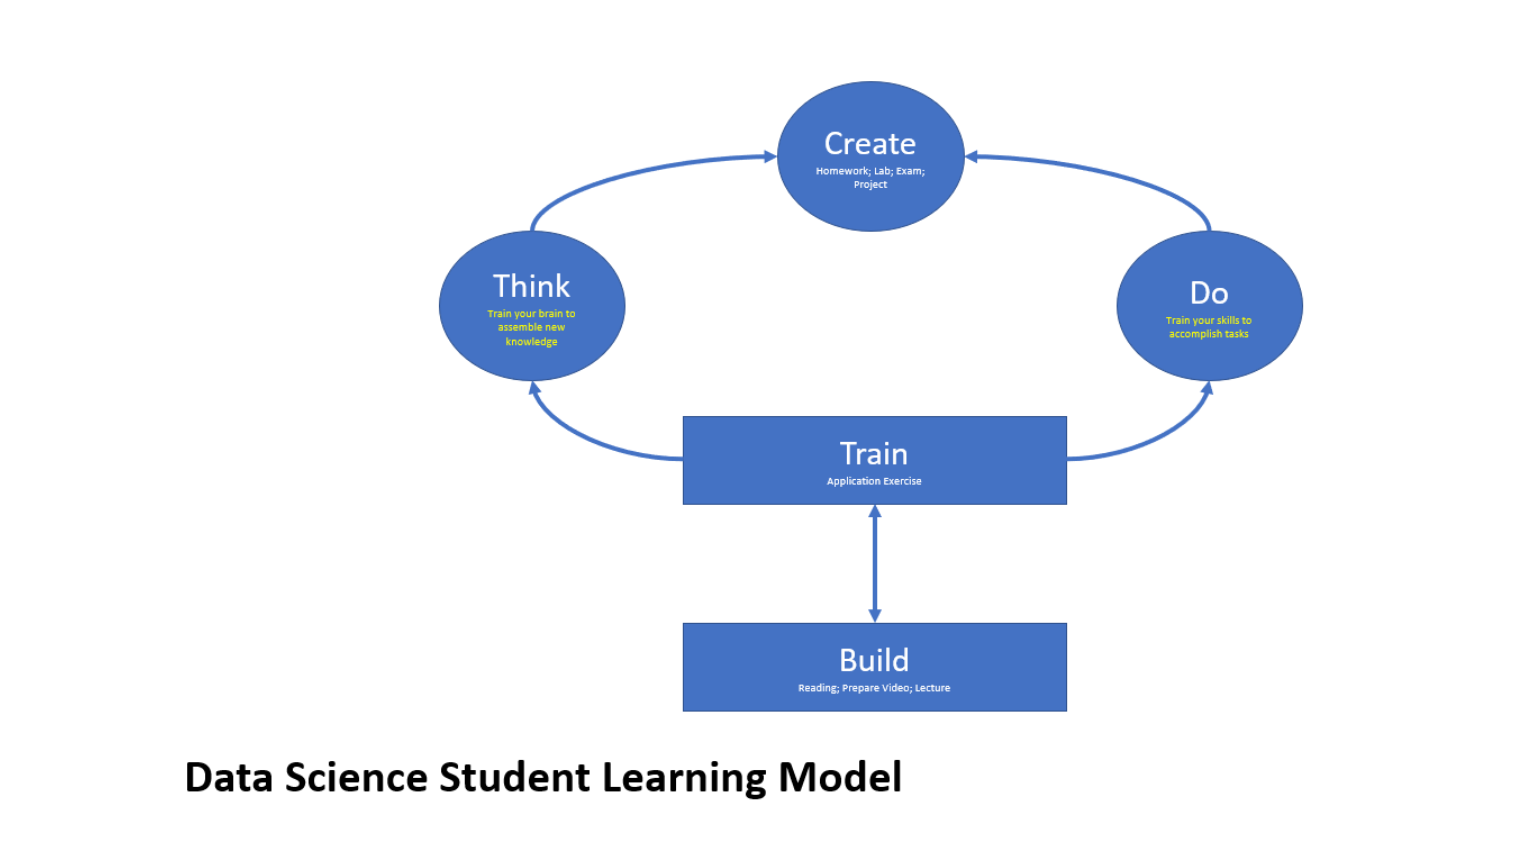 Create
Homework; Lab; Exam;
Project
Think
Train your brain to
assemble new
knowledge
Do
Train your skills to
accomplish tasks
Train
Application Exercise
Build
Reading; Prepare Video; Lecture
Data Science Student Learning Model